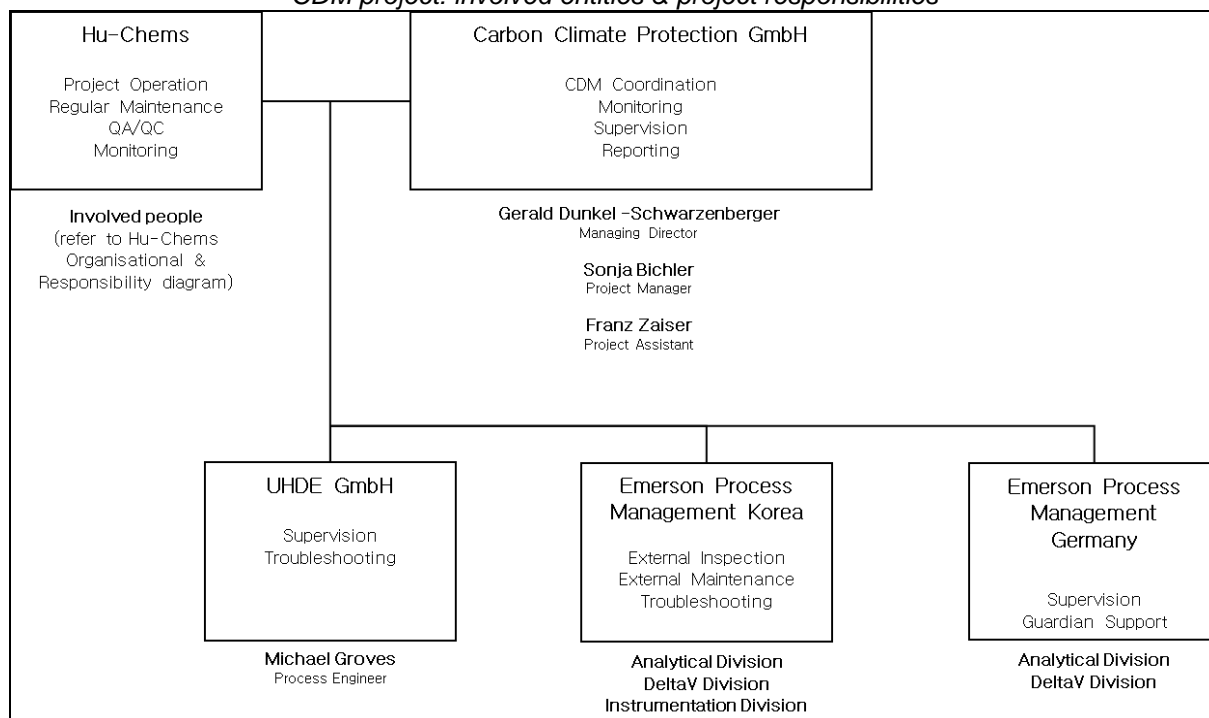 CDM project: involved entities & project responsibilities
Hu-Chems
Project Operation
Regular Maintenance
QA/QC
Monitoring
Involved people
(refer to Hu-Chems
Organisational &
Responsibility diagram)
Carbon Climate Protection GmbH
CDM Coordination
Monitoring
Supervision
Reporting
Gerald Dunkel -Schwarzenberger
Managing Director
Sonja Bichler
Project Manager
Franz Zaiser
Project Assistant
UHDE GmbH
Supervision
Troubleshooting
Michael Groves
Process Engineer
Emerson Process
Management Korea
External Inspection
External Maintenance
Troubleshooting
Analytical Division
DeltaV Division
Instrumentation Division
Emerson Process
Management
Germany
Supervision
Guardian Support
Analytical Division
DeltaV Division